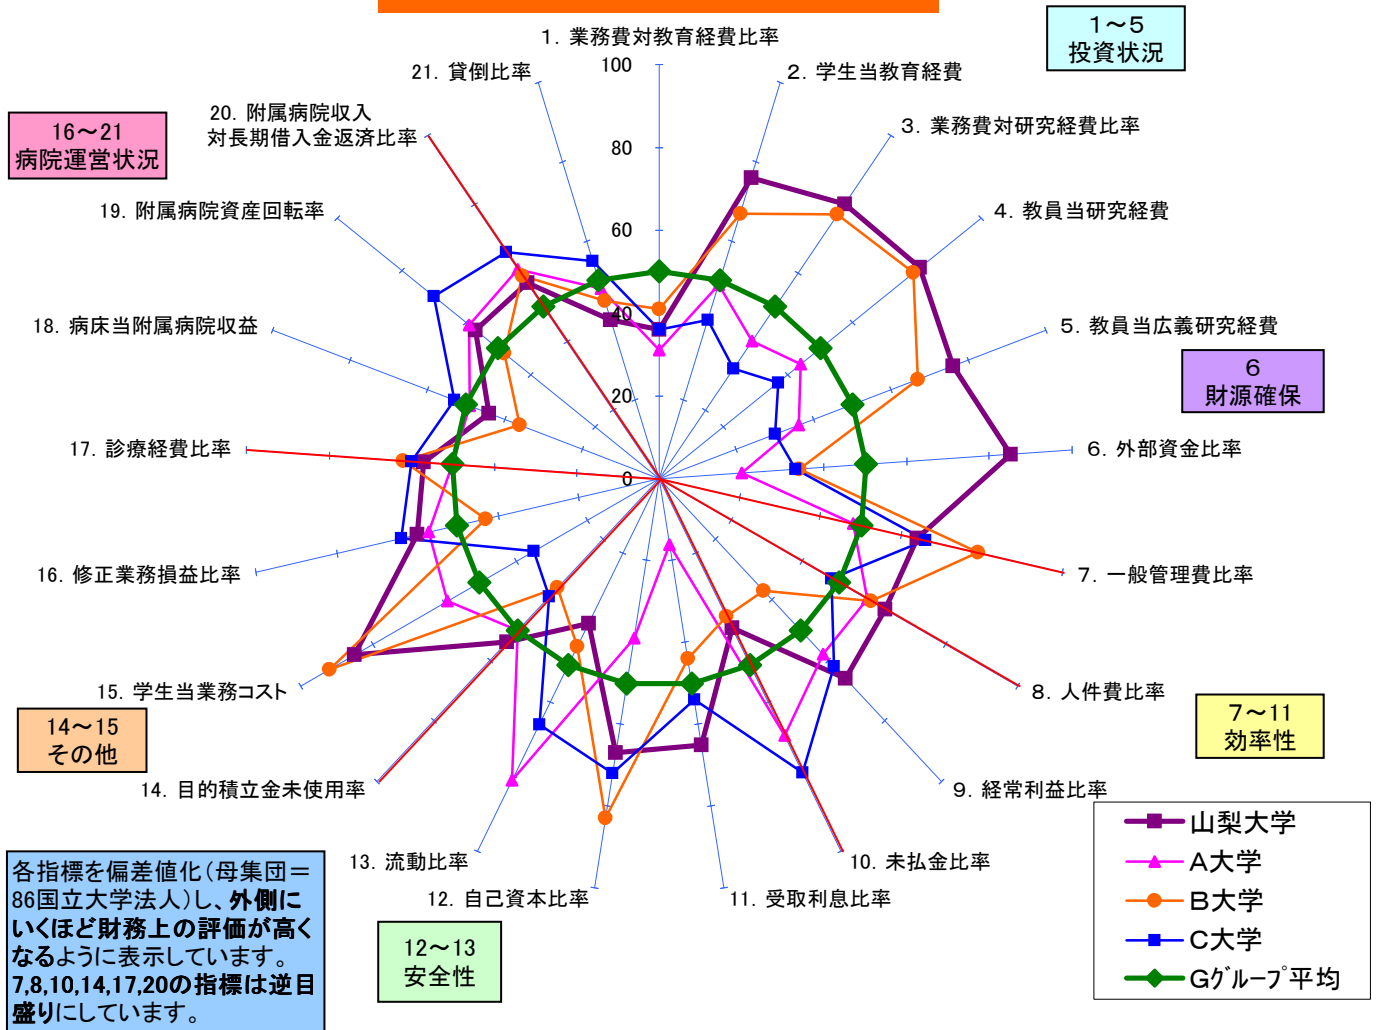 1. 業務費対教育経費比率
2. 学生当教育経費
3. 業務費対研究経費比率
4. 教員当研究経費
5. 教員当広義研究経費
6. 外部資金比率
7. 一般管理費比率
8. 人件費比率
9. 経常利益比率
10. 未払金比率
11. 受取利息比率
12. 自己資本比率
13. 流動比率
14. 目的積立金未使用率
15. 学生当業務コスト
16. 修正業務損益比率
17. 診療経費比率
18. 病床当附属病院収益
19. 附属病院資産回転率
20. 附属病院収入
対長期借入金返済比率
21. 貸倒比率
100
80
60
40
20
0
1～5
投資状況
6
財源確保
7～11
効率性
12～13
安全性
14～15
その他
16～21
病院運営状況
山梨大学
A大学
B大学
C大学
Gグループ平均
各指標を偏差値化（母集団＝
86国立大学法人）し、外側に
いくほど財務上の評価が高く
なるように表示しています。
7,8,10,14,17,20の指標は逆目
盛りにしています。